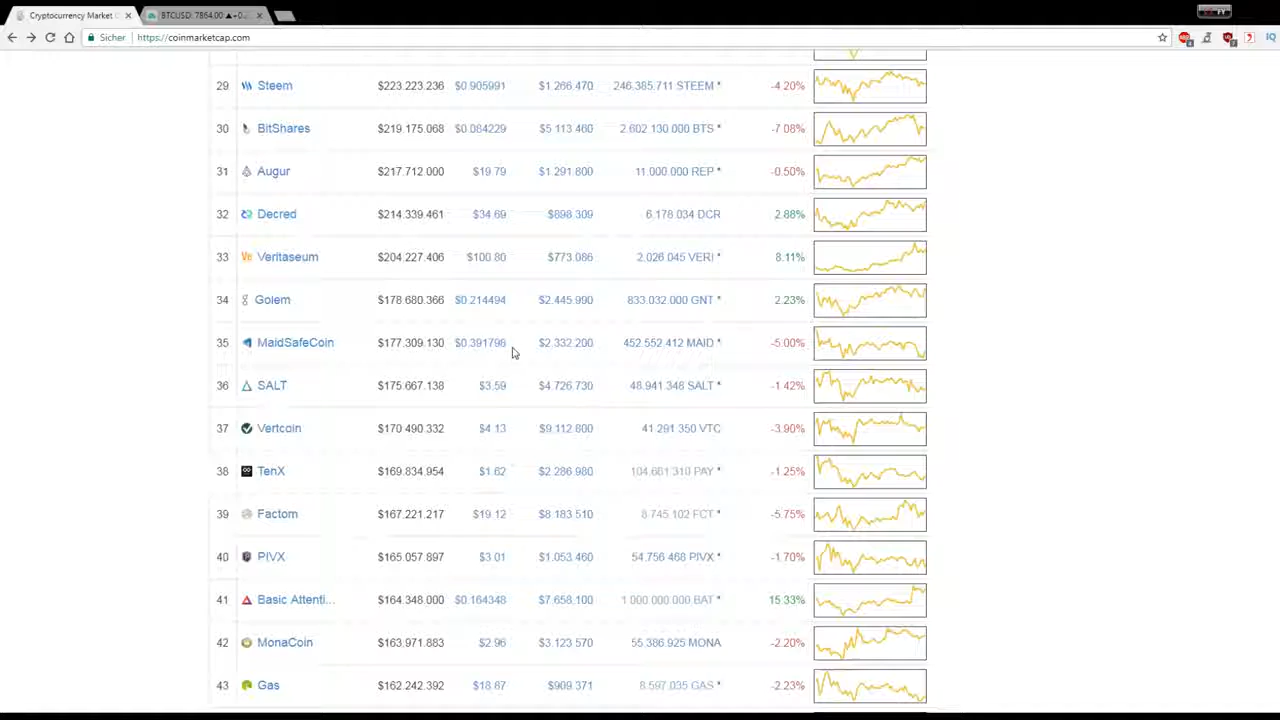 Cryptocurrency Market C
BTCUSD: 7864.00 ▲+0.2
Sicher
https://coinmarketcap.com
29 Steem $223.223.236 $0.905991 $1.266.470 246.385.711 STEEM * -4.20%
30 BitShares $219.175.068 $0.084229 $5.113.460 2.602.130.000 BTS * -7.08%
31 Augur $217.712.000 $19.79 $1.291.800 11.000.000 REP * -0.50%
32 Decred $214.339.461 $34.69 $898.309 6.178.034 DCR 2.88%
33 Veritaseum $204.227.406 $100.80 $773.086 2.026.045 VERI * 8.11%
34 Golem $178.680.366 $0.214494 $2.445.990 833.032.000 GNT * 2.23%
35 MaidSafeCoin $177.309.130 $0.391798 $2.332.200 452.552.412 MAID * -5.00%
36 SALT $175.667.138 $3.59 $4.726.730 48.941.346 SALT * -1.42%
37 Vertcoin $170.490.332 $4.13 $9.112.800 41.291.350 VTC -3.90%
38 TenX $169.834.954 $1.62 $2.286.980 104.661.310 PAY * -1.25%
39 Factom $167.221.217 $19.12 $8.183.510 8.745.102 FCT * -5.75%
40 PIVX $165.057.897 $3.01 $1.053.460 54.756.468 PIVX * -1.70%
41 Basic Attenti... $164.348.000 $0.164348 $7.658.100 1.000.000.000 BAT * 15.33%
42 MonaCoin $163.971.883 $2.96 $3.123.570 55.386.925 MONA -2.20%
43 Gas $162.242.392 $18.87 $909.371 8.597.035 GAS * -2.23%